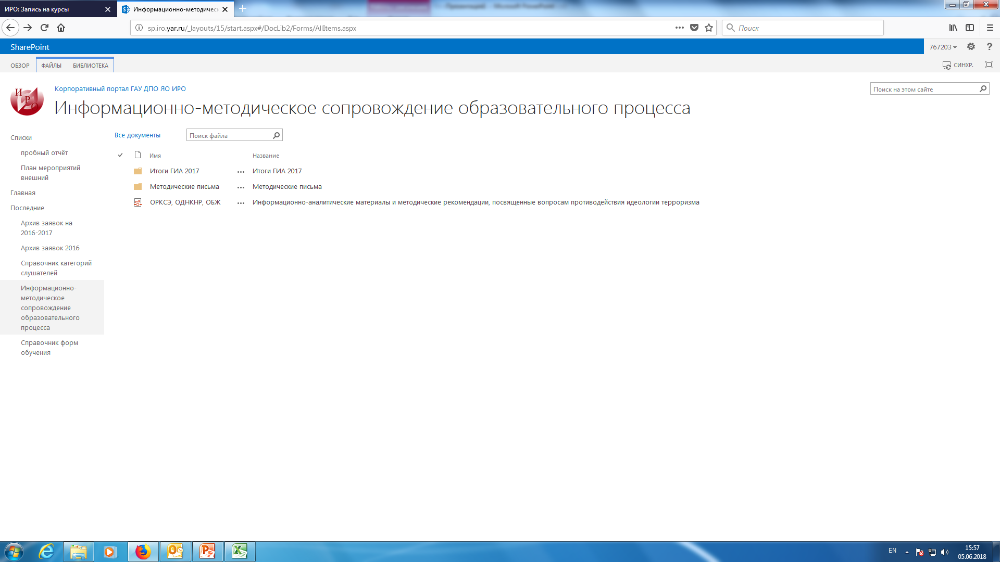 ИРО: Запись на курсы
Информационно-методичес
sp.iro.yar.ru/_layouts/15/start.aspx#/DocLib2/Forms/AllItems.aspx
Поиск
SharePoint
767203
ОБЗОР ФАЙЛЫ БИБЛИОТЕКА
СИНХР.
И Р О
Корпоративный портал ГАУ ДПО ЯО ИРО
Поиск на этом сайте
Информационно-методическое сопровождение образовательного процесса
Списки
пробный отчёт
План мероприятий
внешний
Главная
Последние
Архив заявок на
2016-2017
Архив заявок 2016
Справочник категорий
слушателей
Информационно-
методическое
сопровождение
образовательного
процесса
Справочник форм
обучения
Все документы
Поиск файла
Имя Название
Итоги ГИА 2017 ... Итоги ГИА 2017
Методические письма ... Методические письма
ОРКСЭ, ОДНКНР, ОБЖ ... Информационно-аналитические материалы и методические рекомендации, посвященные вопросам противодействия идеологии терроризма
EN
15:57
05.06.2018